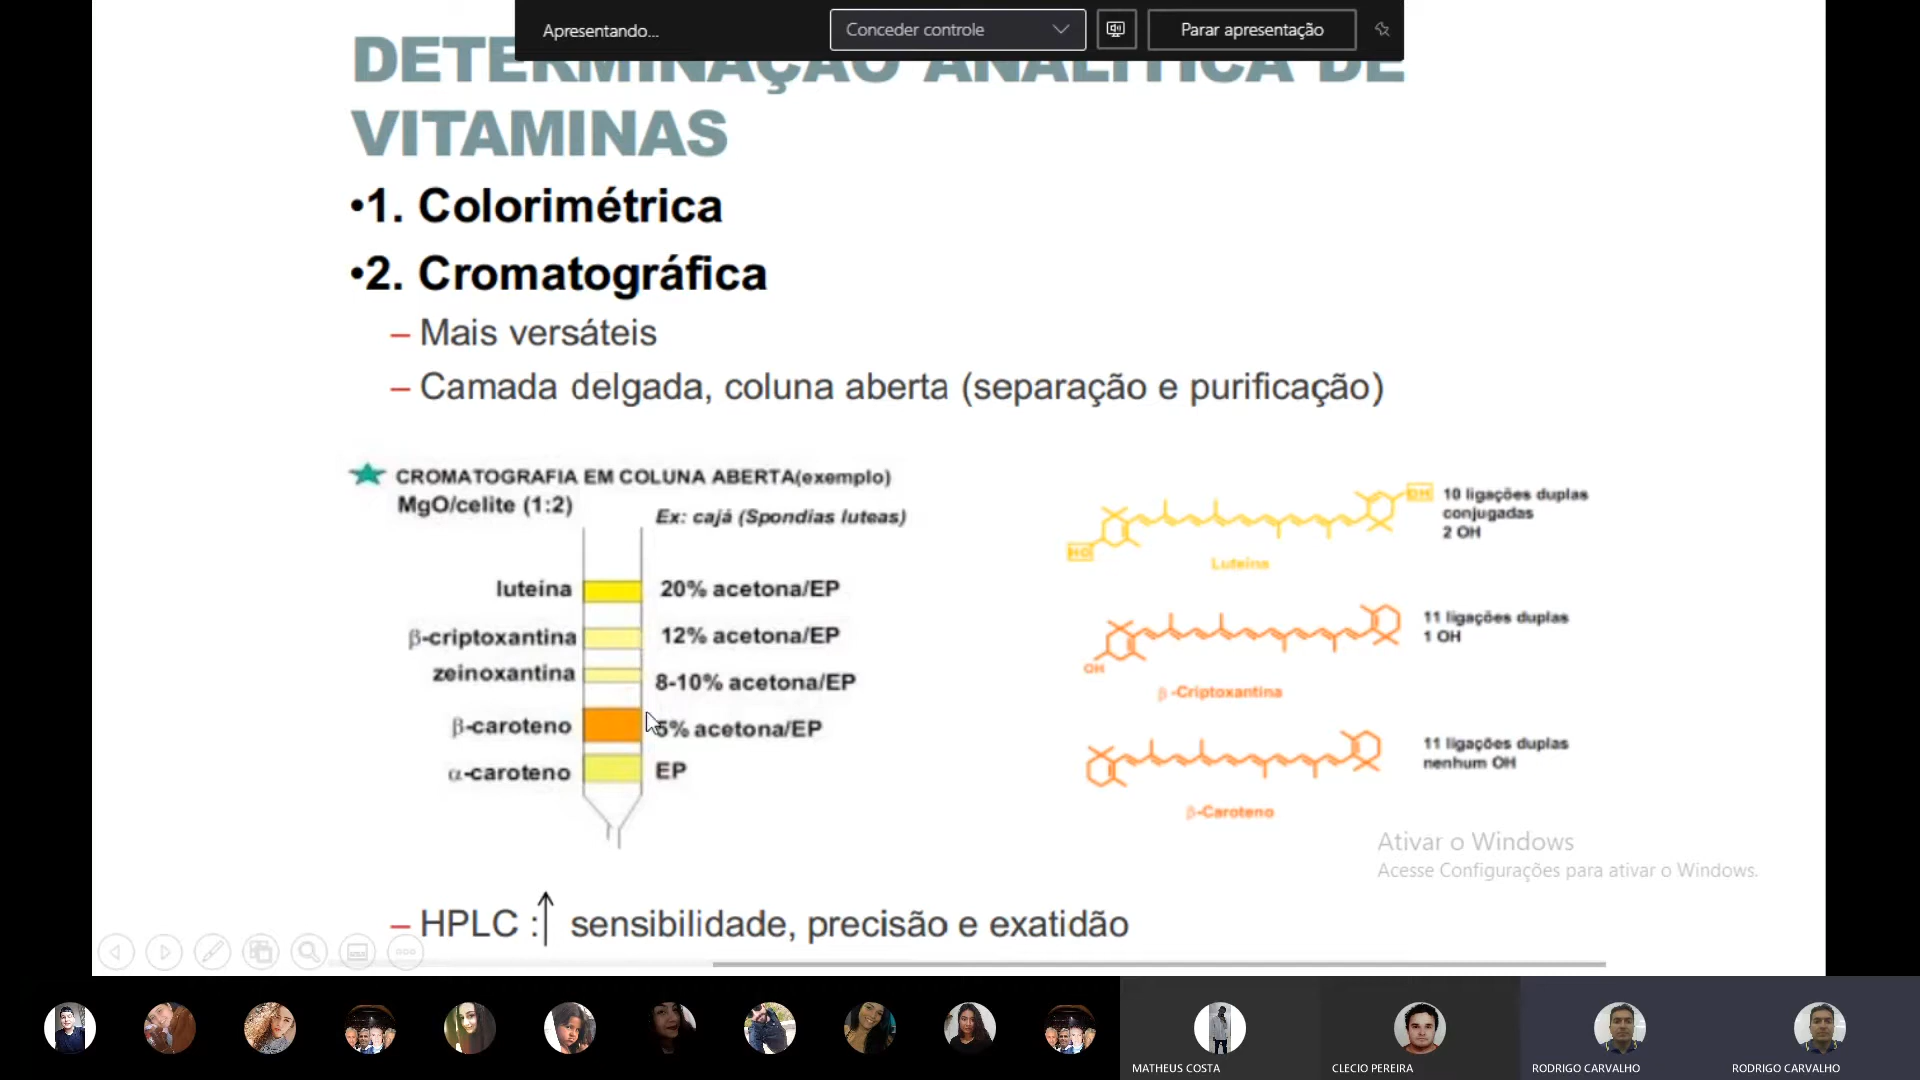 Apresentando...
Conceder controle
Parar apresentação
DETERMINAÇÃO ANALÍTICA DE
VITAMINAS
•1. Colorimétrica
•2. Cromatográfica
– Mais versáteis
– Camada delgada, coluna aberta (separação e purificação)
CROMATOGRAFIA EM COLUNA ABERTA(exemplo)
MgO/celite (1:2)
Ex: cajá (Spondias luteas)
luteína 20% acetona/EP
β-criptoxantina 12% acetona/EP
zeinoxantina 8-10% acetona/EP
β-caroteno 5% acetona/EP
α-caroteno EP
OH
HO
Luteína
10 ligações duplas
conjugadas
2 OH
OH
β -Criptoxantina
11 ligações duplas
1 OH
β-Caroteno
11 ligações duplas
nenhum OH
Ativar o Windows
Acesse Configurações para ativar o Windows.
– HPLC :↑ sensibilidade, precisão e exatidão
MATHEUS COSTA
CLECIO PEREIRA
RODRIGO CARVALHO
RODRIGO CARVALHO